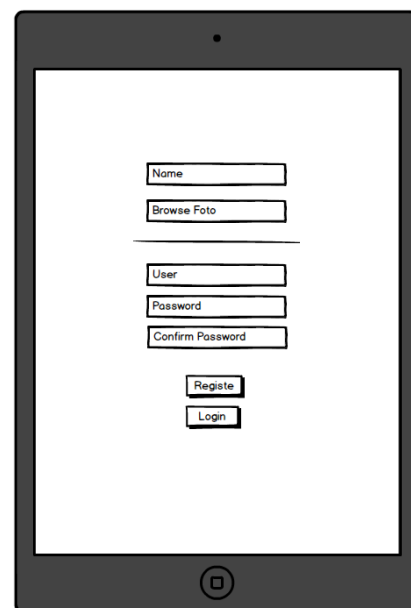 Name
Browse Foto
User
Password
Confirm Password
Registe
Login